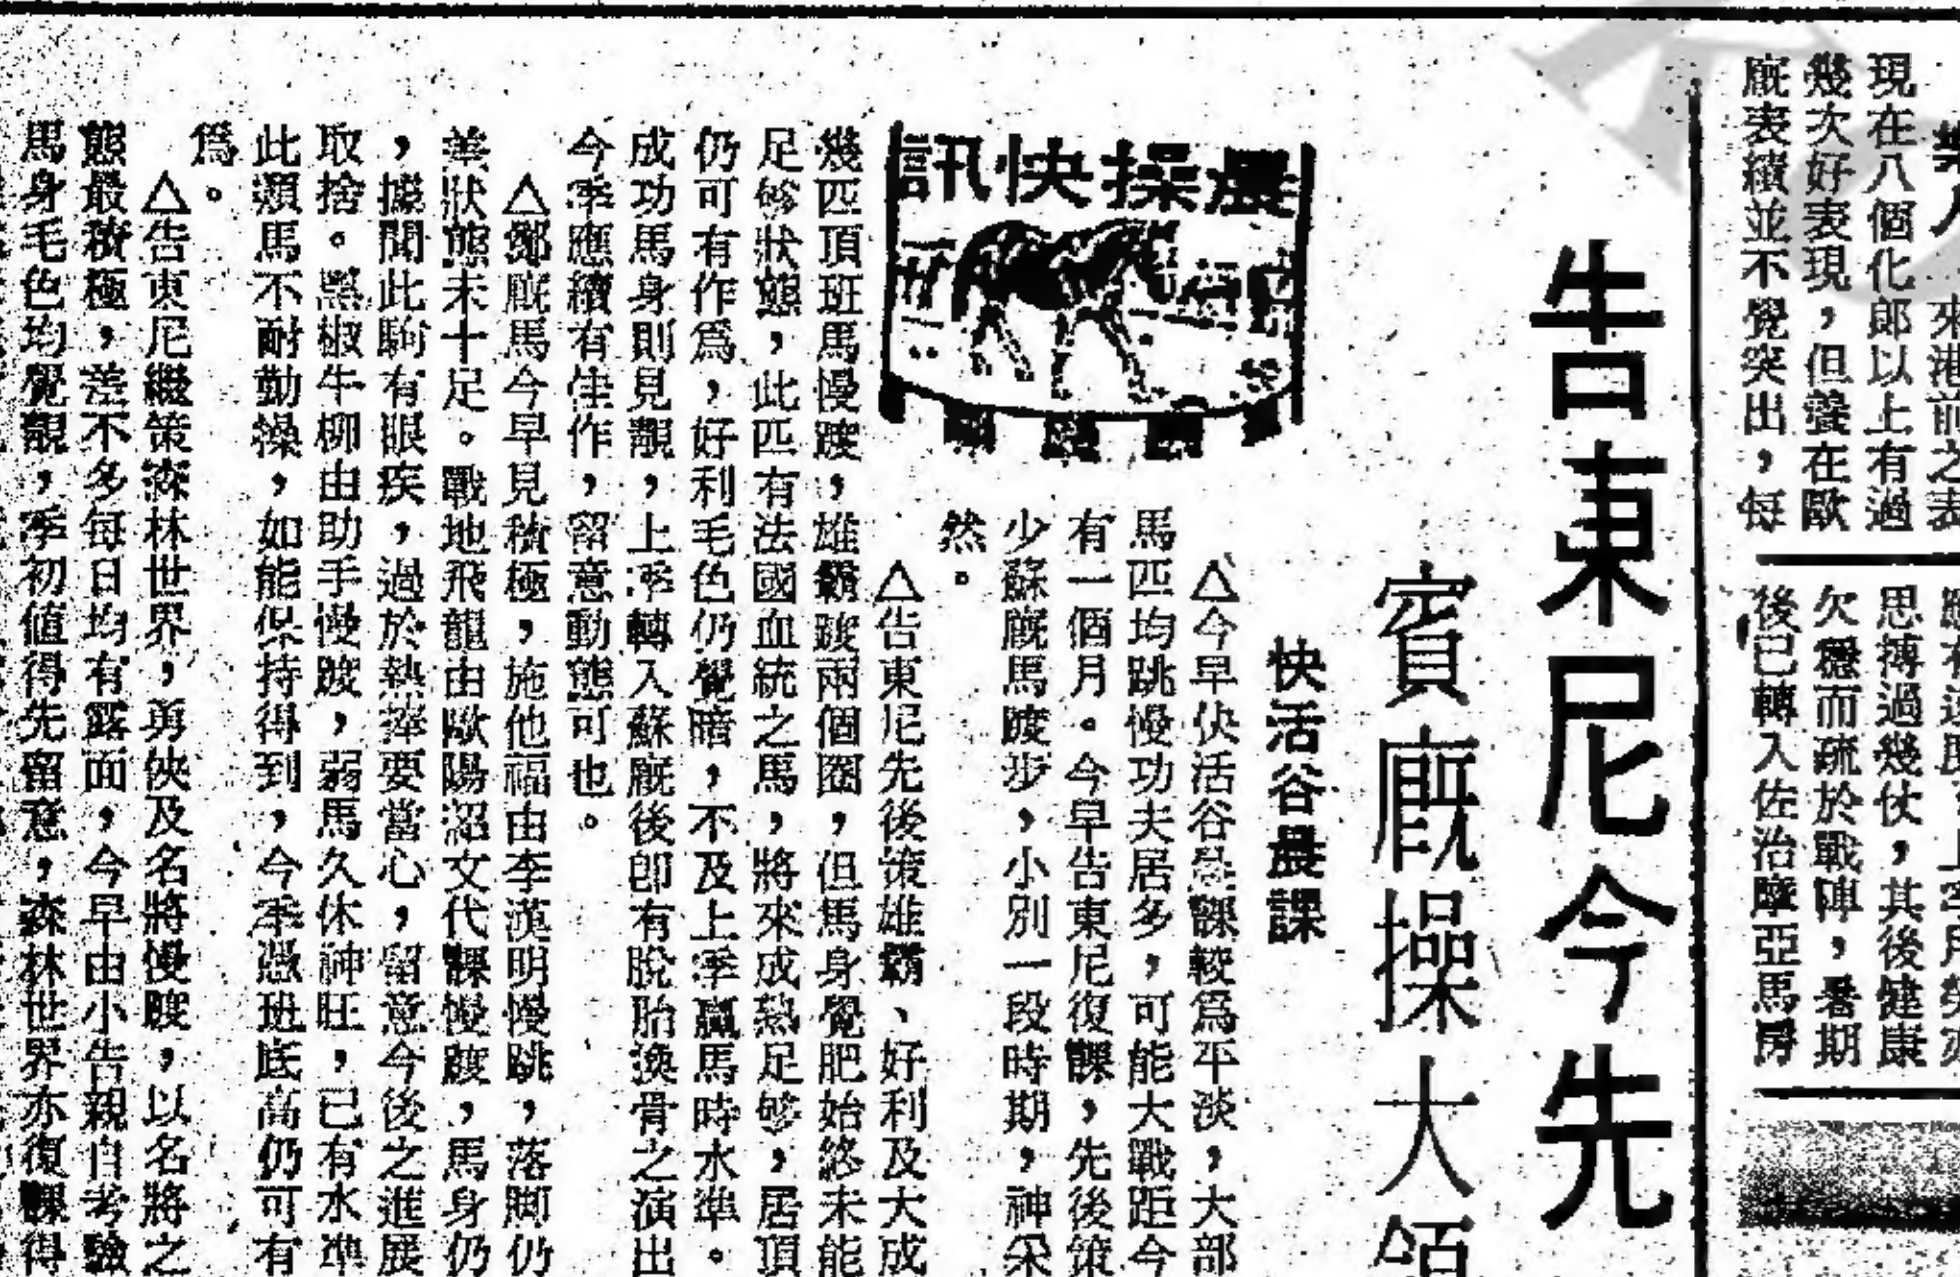 現在八個化郎以上有過
幾次好表現，但養在歐
廐表績並不覺突出，每
思搏過幾仗，其後健康
欠穩而疏於戰陣，暑期
後已轉入佐治摩亞馬房
告東尼今先
賓廐操大
快活谷晨課
晨操快訊
△今早快活谷晨課較爲平淡，大部
馬匹均跳慢功夫居多，可能大戰距今
有一個月。今早告東尼復課，先後策
少蘇廐馬踱步，小別一段時期，神采
然。
△告東尼先後策雄霸、好利及大成
幾匹頂班馬慢踱，雄霸踱兩個圈，但馬身覺肥始終未能
足够狀態，此匹有法國血統之馬，將來成熟足够，居頂
仍可有作爲，好利毛色仍覺暗，不及上季贏馬時水準。
成功馬身則見靚，上季轉入蘇廐後即有脫胎換骨之演出
今季應續有佳作，留意動態可也。
△鄭廐馬今早見積極，施他福由李漢明慢跳，落脚仍
美狀態未十足。戰地飛龍由歐陽沼文代課慢踱，馬身仍
，據聞此駒有眼疾，過於熱捧要當心，留意今後之進展
取捨。黑椒牛柳由助手慢踱，弱馬久休神旺，已有水準
此類馬不耐勤操，如能保持得到，今季憑班底高仍可有
爲。
△告東尼繼策森林世界，勇俠及名將慢踱，以名將之
態最積極，差不多每日均有露面，今早由小告親自考驗
馬身毛色均覺靚，季初值得先留意，森林世界亦復課得